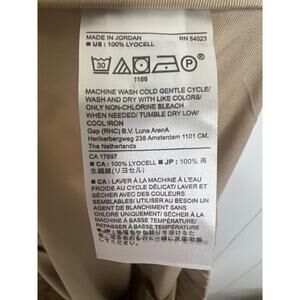 MADE IN JORDAN RN 54023
■ US : 100% LYOCELL
30
1166
MACHINE WASH COLD GENTLE CYCLE/
WASH AND DRY WITH LIKE COLORS/
ONLY NON-CHLORINE BLEACH
WHEN NEEDED/ TUMBLE DRY LOW/
COOL IRON
Gap (RHC) B.V. Luna ArenA
Herikerbergweg 238 Amsterdam 1101 CM,
The Netherlands
CA 17897
■ CA : 100% LYOCELL ■ JP : 100% 再
生繊維(リヨセル)
■ CA : LAVER À LA MACHINE À L'EAU
FROIDE AU CYCLE DÉLICAT/ LAVER ET
SÉCHER AVEC DES COULEURS
SEMBLABLES/ UTILISER AU BESOIN UN
AGENT DE BLANCHIMENT SANS
CHLORE UNIQUEMENT/ SÉCHER À LA
MACHINE À BASSE TEMPÉRATURE/
REPASSER À BASSE TEMPÉRATURE
■ JP :